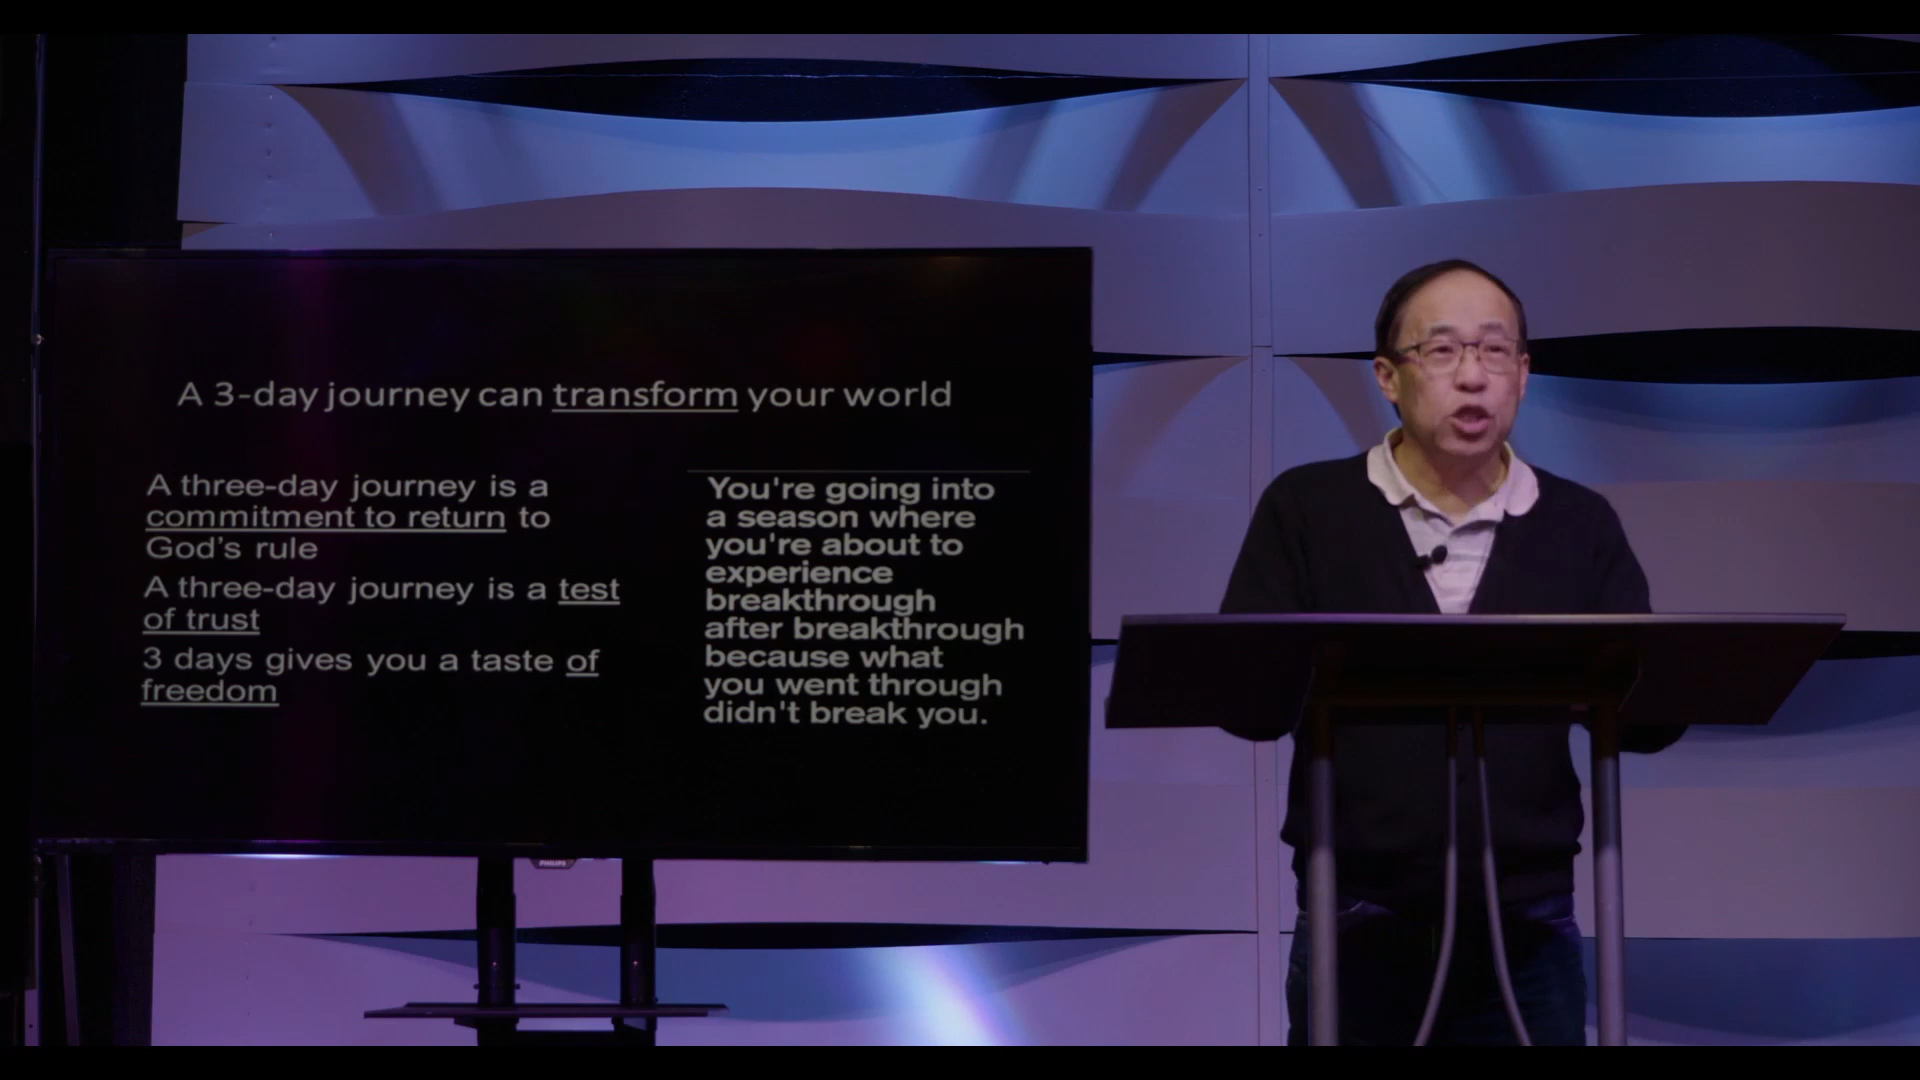 A 3-day journey can transform your world
A three-day journey is a
commitment to return to
God's rule
A three-day journey is a test
of trust
3 days gives you a taste of
freedom
You're going into
a season where
you're about to
experience
breakthrough
after breakthrough
because what
you went through
didn't break you.
PHILIPS